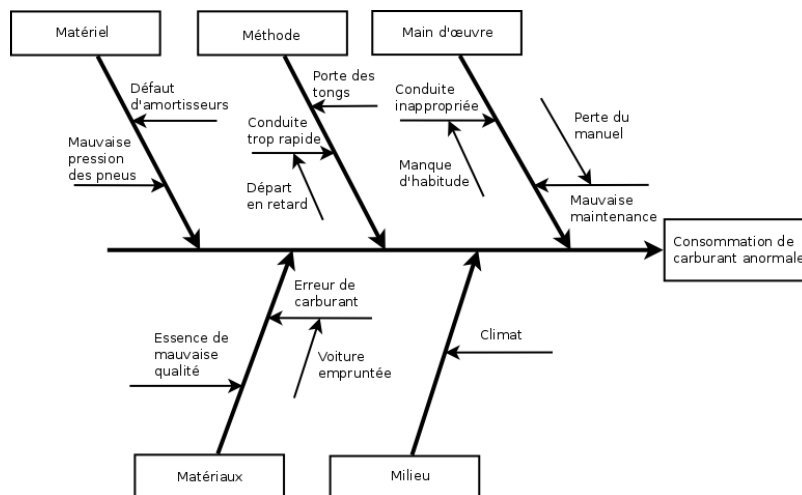 Matériel
Méthode
Main d'œuvre
Défaut
d'amortisseurs
Mauvaise
pression
des pneus
Porte des
tongs
Conduite
trop rapide
Départ
en retard
Conduite
inappropriée
Manque
d'habitude
Perte du
manuel
Mauvaise
maintenance
Consommation de
carburant anormale
Erreur de
carburant
Essence de
mauvaise
qualité
Voiture
empruntée
Climat
Matériaux
Milieu